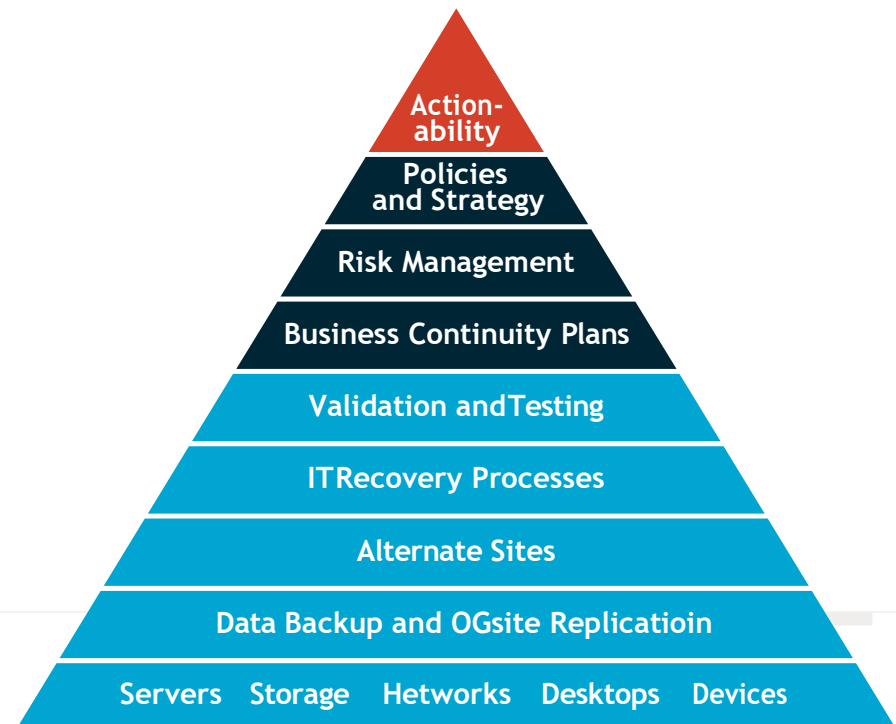 Action-
ability
Policies
and Strategy
Risk Management
Business Continuity Plans
Validation andTesting
ITRecovery Processes
Alternate Sites
Data Backup and OGsite Replicatioin
Servers Storage Hetworks Desktops Devices